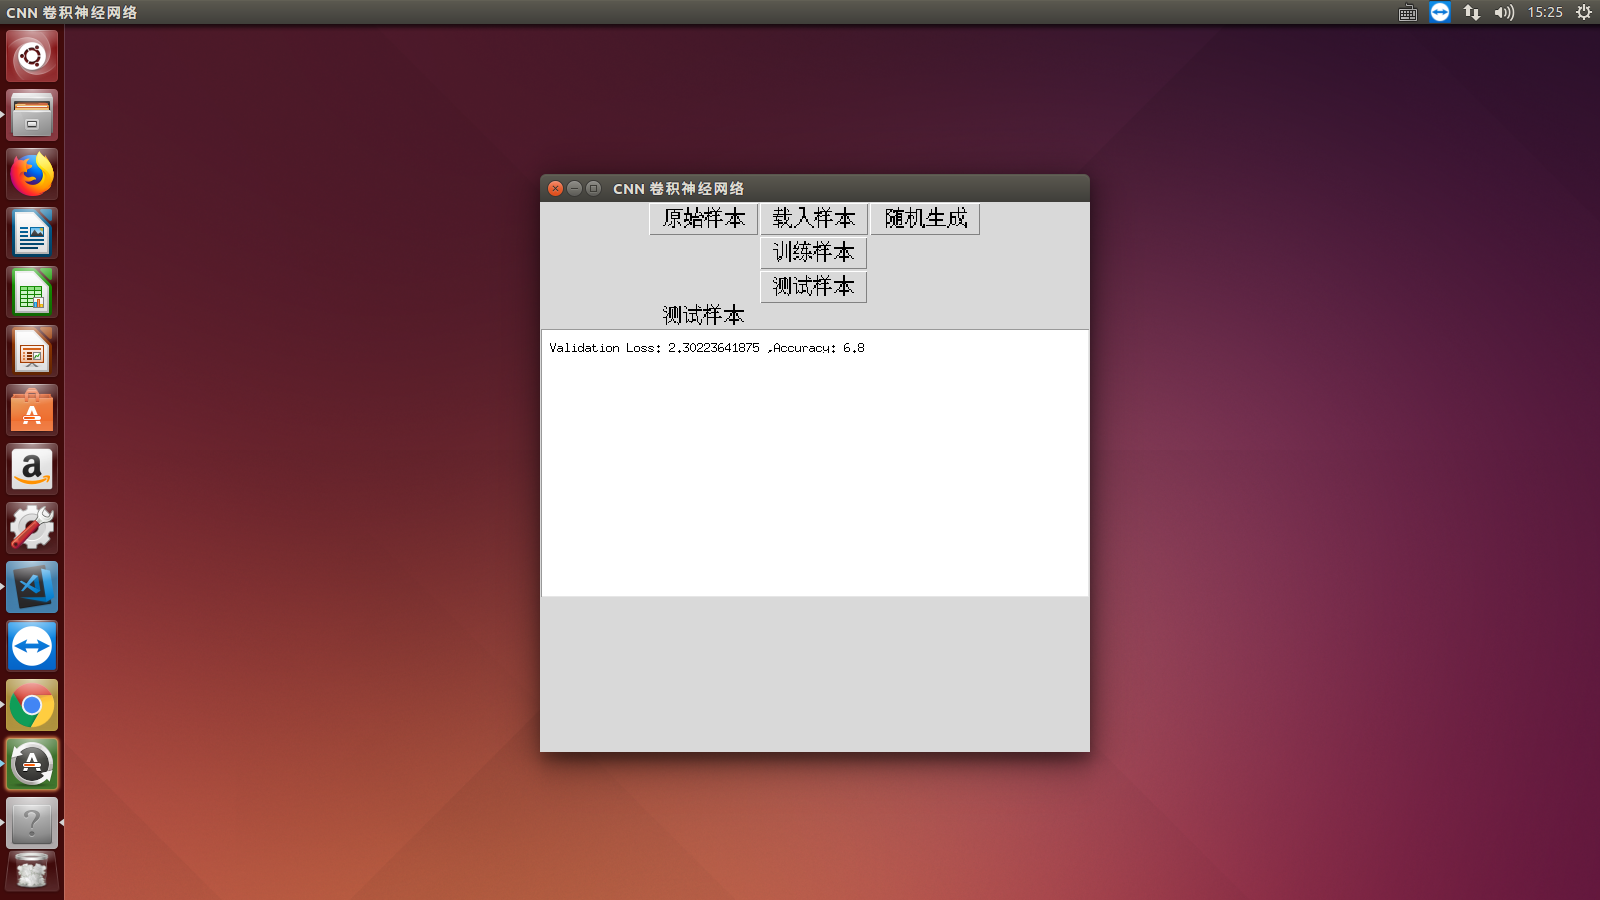 CNN 卷积神经网络
15:25
CNN 卷积神经网络
原始样本 载入样本 随机生成
训练样本
测试样本
测试样本
Validation Loss: 2.30223641875 ,Accuracy: 6.8